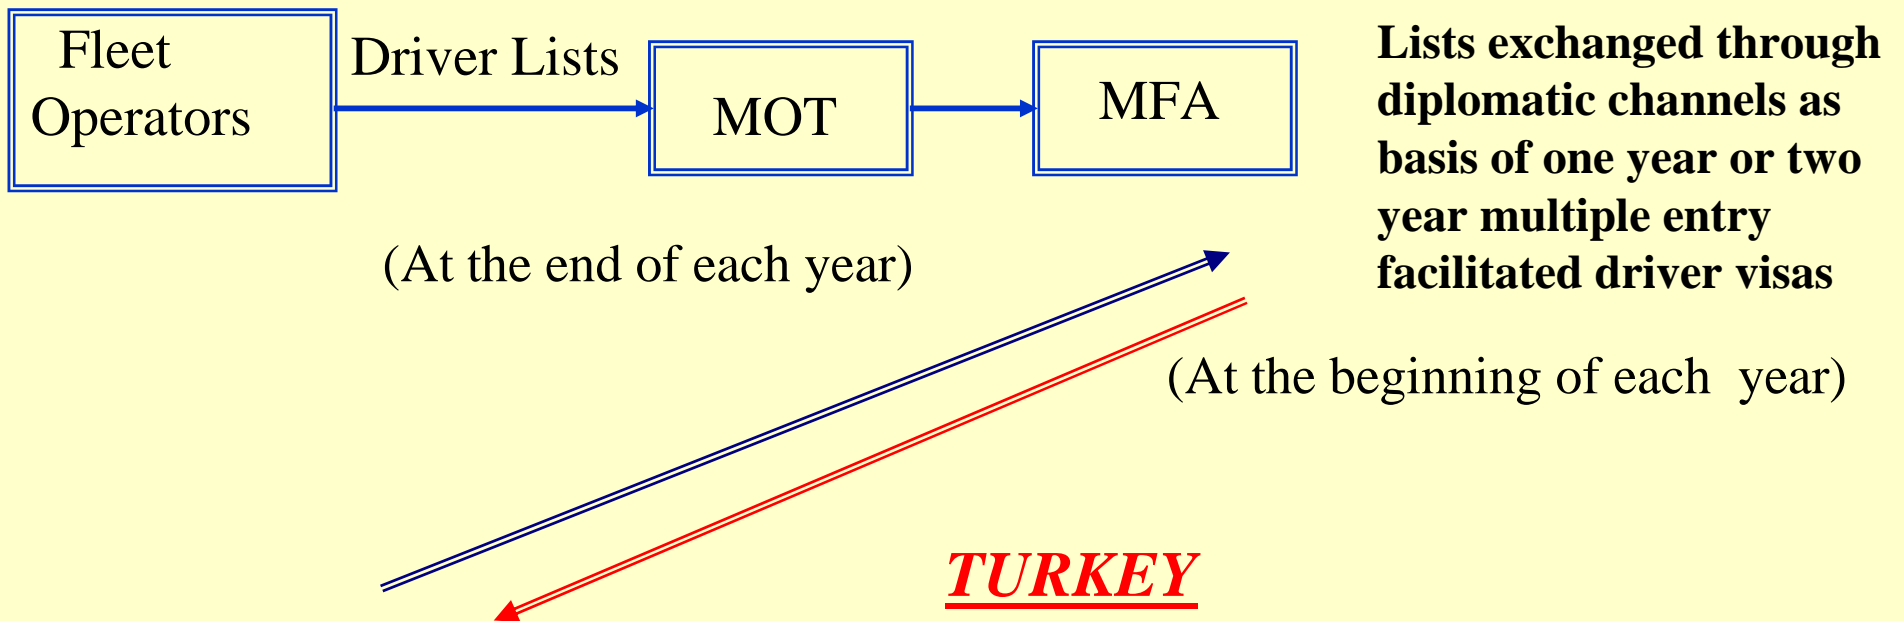 Fleet
Operators
Driver Lists
MOT
MFA
Lists exchanged through
diplomatic channels as
basis of one year or two
year multiple entry
facilitated driver visas
(At the end of each year)
(At the beginning of each  year)
TURKEY